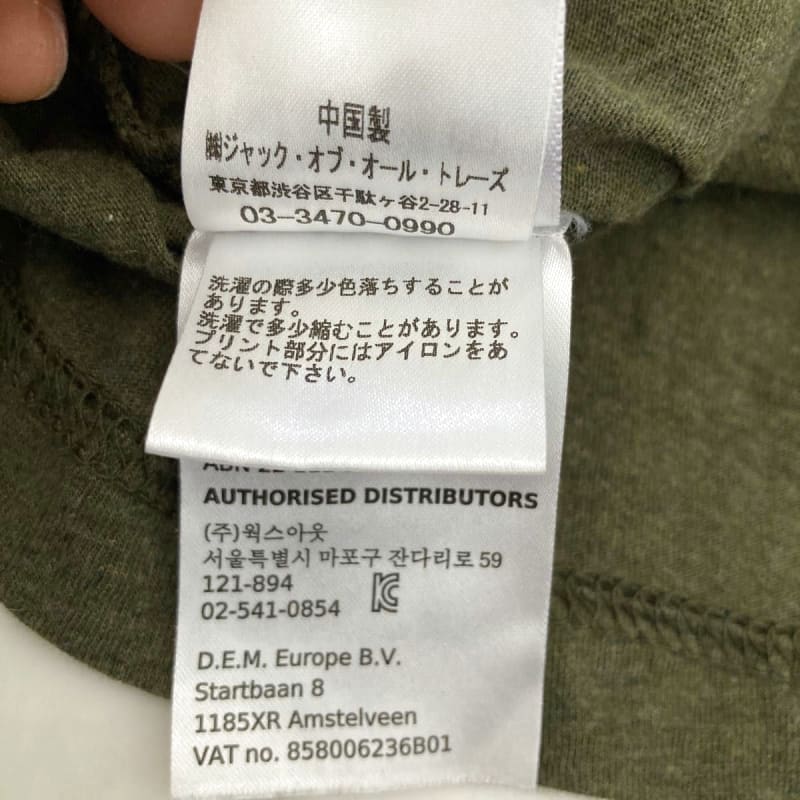 中国製
㈱ジャック・オブ・オール・トレーズ
東京都渋谷区千駄ヶ谷2-28-11
03-3470-0990
洗濯の際多少色落ちすることが
あります。
洗濯で多少縮むことがあります。
プリント部分にはアイロンをあ
てないで下さい。
AUTHORISED DISTRIBUTORS
(주)웍스아웃
서울특별시 마포구 잔다리로 59
121-894
02-541-0854
D.E.M. Europe B.V.
Startbaan 8
1185XR Amstelveen
VAT no. 858006236B01